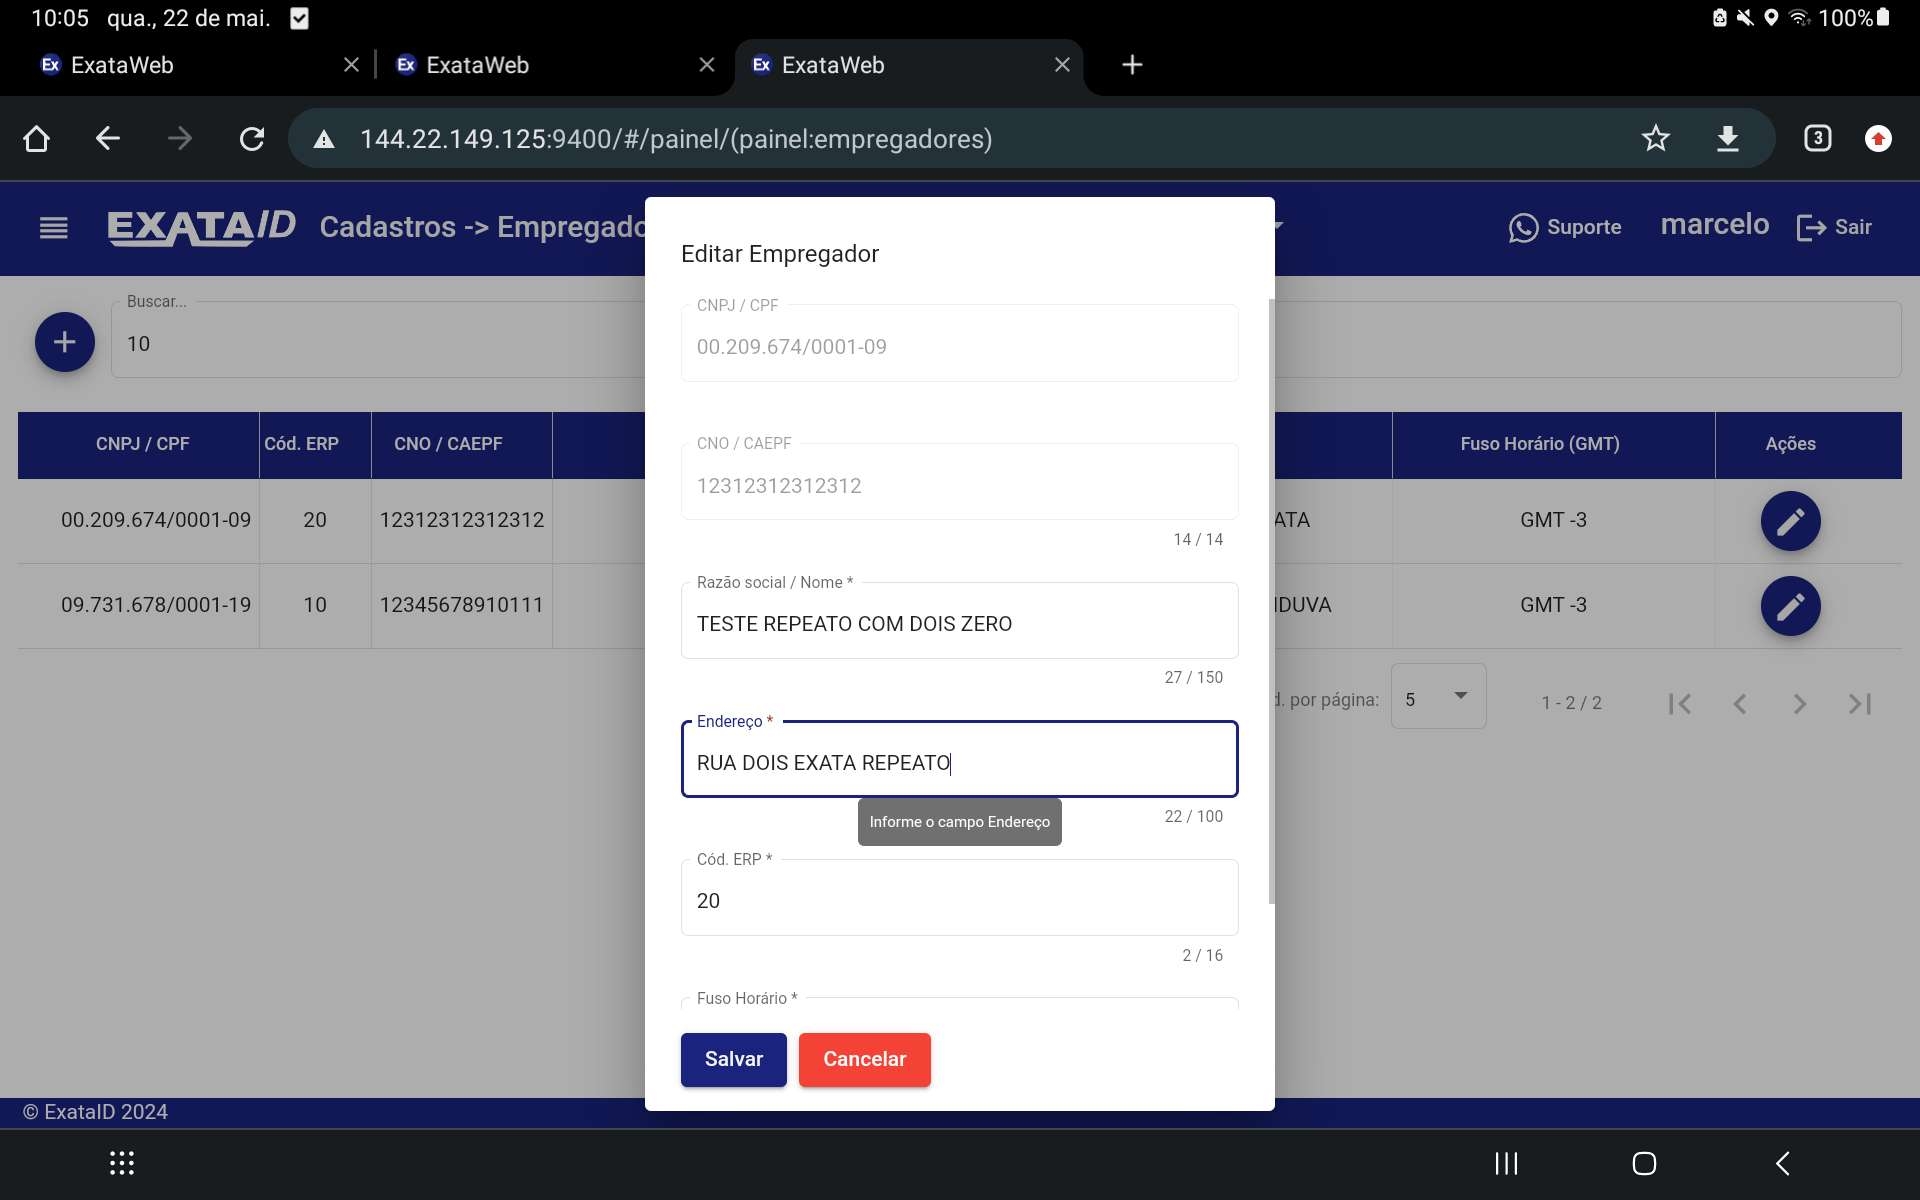 10:05 qua., 22 de mai. 100%
Ex ExataWeb Ex ExataWeb Ex ExataWeb
144.22.149.125:9400/#/painel/(painel:empregadores) 3
EXATAID Cadastros -> Empregado Suporte marcelo Sair
Buscar...
10
CNPJ / CPF Cód. ERP CNO / CAEPF Fuso Horário (GMT) Ações
00.209.674/0001-09 20 12312312312312 ATA GMT -3
09.731.678/0001-19 10 12345678910111 IDUVA GMT -3
d. por página: 5 1 - 2 / 2
Editar Empregador
CNPJ / CPF
00.209.674/0001-09
CNO / CAEPF
12312312312312
14 / 14
Razão social / Nome *
TESTE REPEATO COM DOIS ZERO
27 / 150
Endereço *
RUA DOIS EXATA REPEATO
22 / 100
Informe o campo Endereço
Cód. ERP *
20
2 / 16
Fuso Horário *
Salvar Cancelar
© ExataID 2024